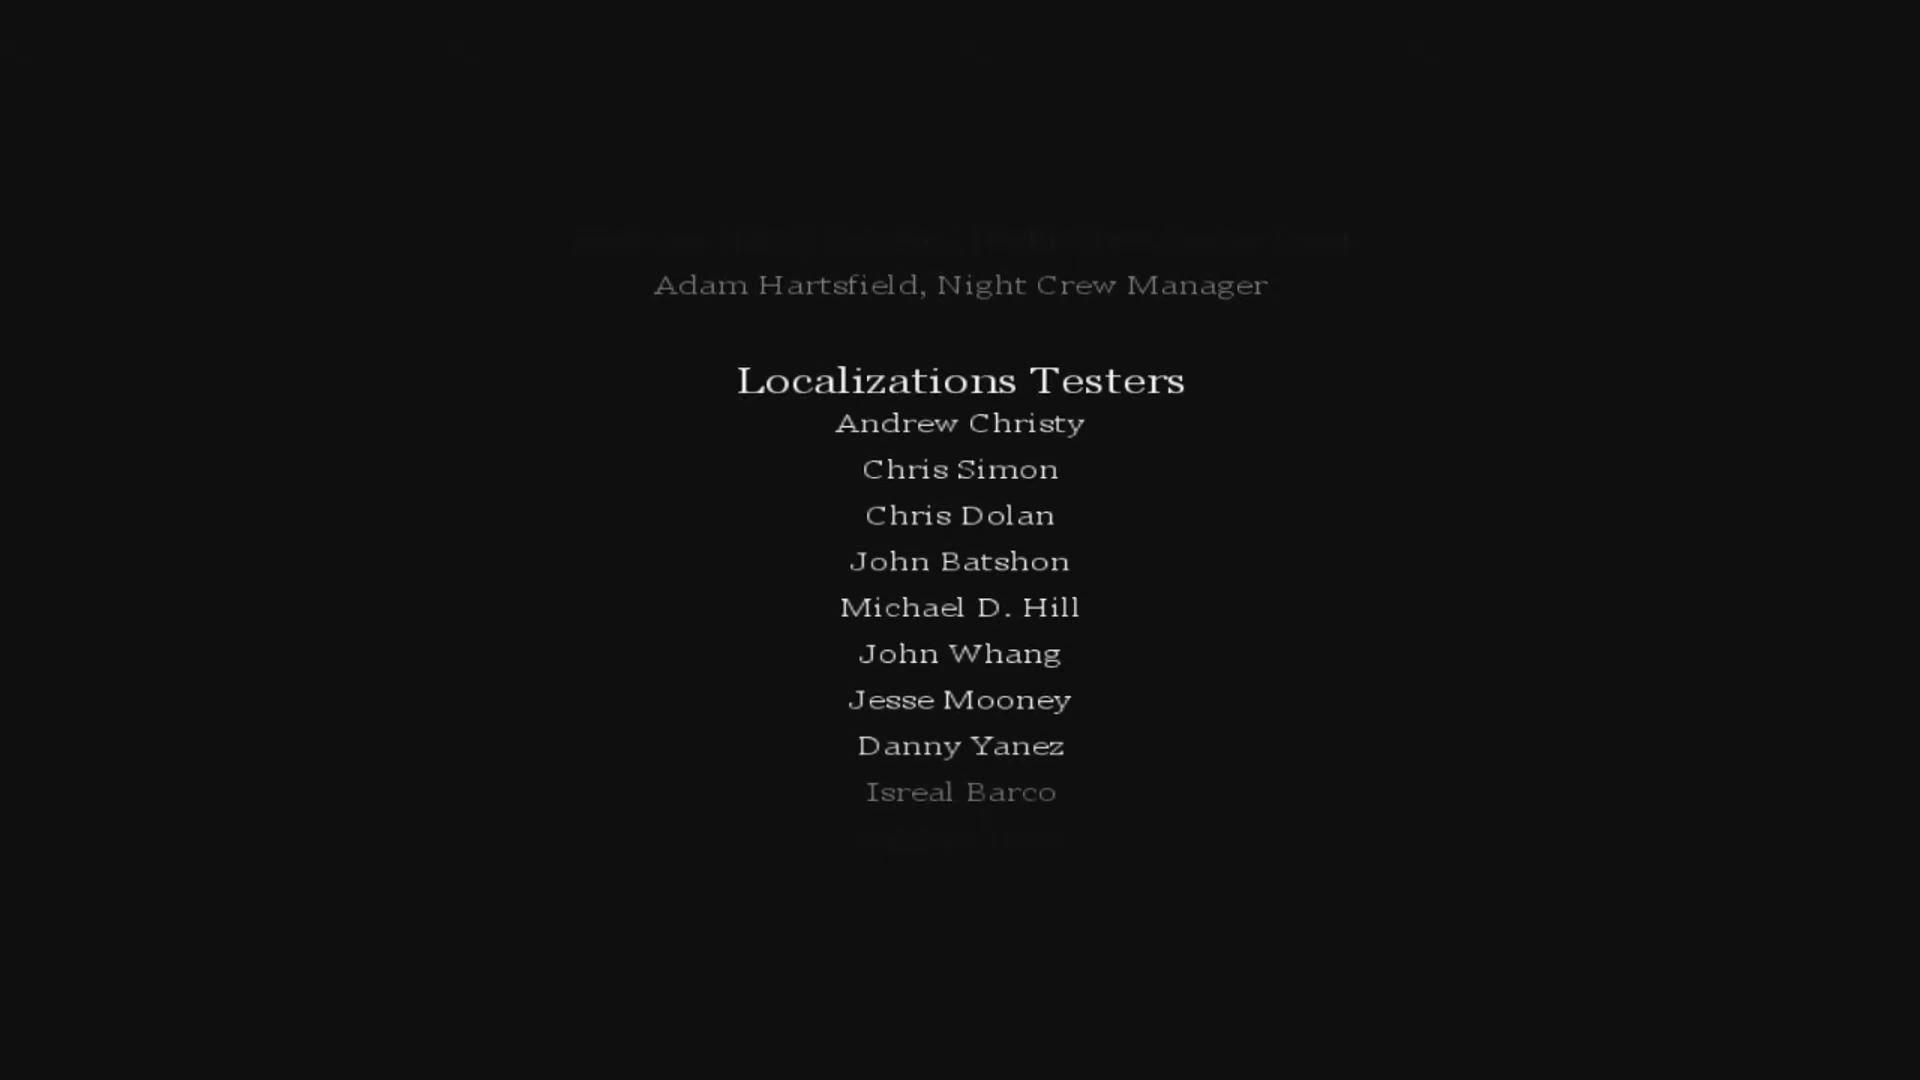 Adam Hartsfield, Night Crew Manager
Localizations Testers
Andrew Christy
Chris Simon
Chris Dolan
John Batshon
Michael D. Hill
John Whang
Jesse Mooney
Danny Yanez
Isreal Barco